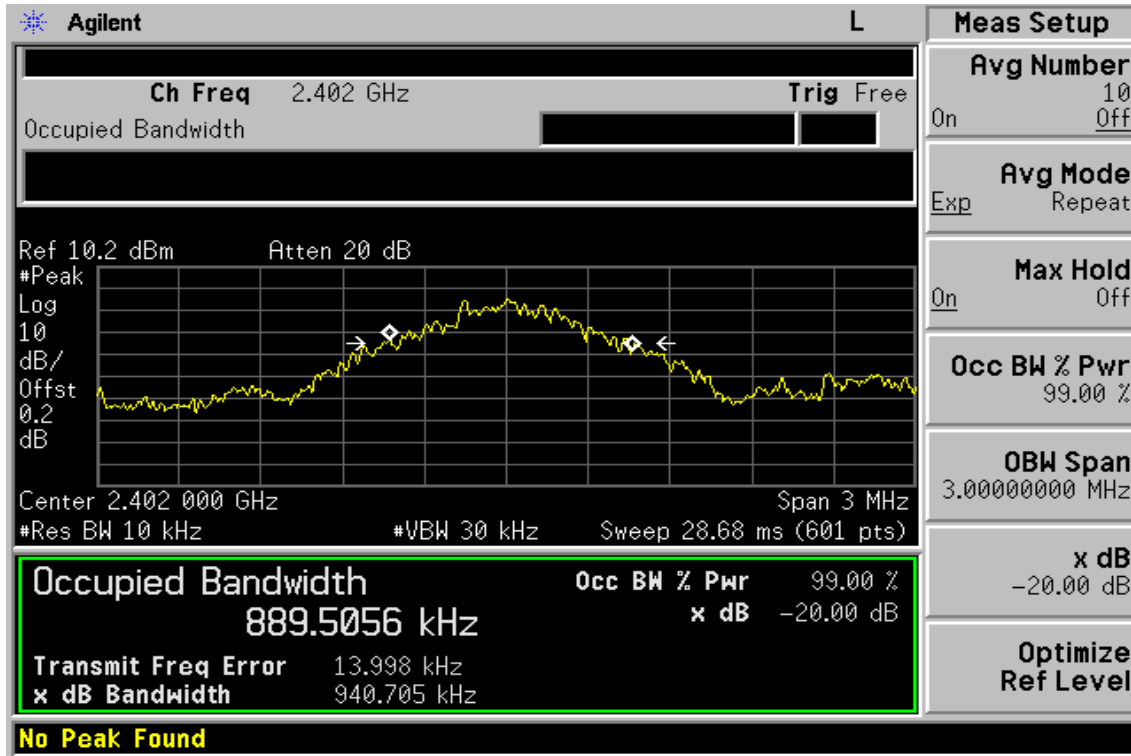 Agilent L
Meas Setup
Ch Freq 2.402 GHz Trig Free
Occupied Bandwidth
Ref 10.2 dBm Atten 20 dB
#Peak
Log
10
dB/
Offst
0.2
dB
Center 2.402 000 GHz Span 3 MHz
#Res BW 10 kHz #VBW 30 kHz Sweep 28.68 ms (601 pts)
Occupied Bandwidth Occ BW % Pwr 99.00 %
889.5056 kHz x dB -20.00 dB
Transmit Freq Error 13.998 kHz
x dB Bandwidth 940.705 kHz
No Peak Found
Avg Number
10
On Off
Avg Mode
Exp Repeat
Max Hold
On Off
Occ BW % Pwr
99.00 %
OBW Span
3.00000000 MHz
x dB
-20.00 dB
Optimize
Ref Level